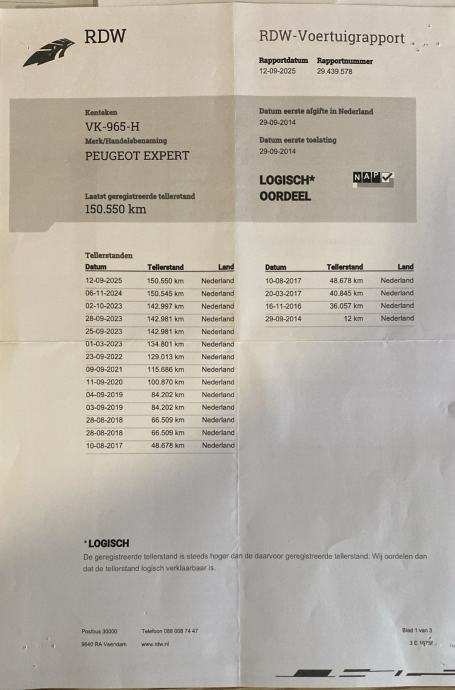 RDW
RDW-Voertuigrapport
Rapportdatum Rapportnummer
12-09-2025 29.439.578
Kenteken
VK-965-H
Merk/Handelsbenaming
PEUGEOT EXPERT
Laatst geregistreerde tellerstand
150.550 km
Datum eerste afgifte in Nederland
29-09-2014
Datum eerste toelating
29-09-2014
LOGISCH*
OORDEEL
NAP
Tellerstanden
Datum Tellerstand Land
12-09-2025 150.550 km Nederland
06-11-2024 150.545 km Nederland
02-10-2023 142.997 km Nederland
28-09-2023 142.981 km Nederland
25-09-2023 142.981 km Nederland
01-03-2023 134.801 km Nederland
23-09-2022 129.013 km Nederland
09-09-2021 115.686 km Nederland
11-09-2020 100.870 km Nederland
04-09-2019 84.202 km Nederland
03-09-2019 84.202 km Nederland
28-08-2018 66.509 km Nederland
28-08-2018 66.509 km Nederland
10-08-2017 48.678 km Nederland
Datum Tellerstand Land
10-08-2017 48.678 km Nederland
20-03-2017 40.845 km Nederland
16-11-2016 36.057 km Nederland
29-09-2014 12 km Nederland
*LOGISCH
De geregistreerde tellerstand is steeds hoger dan de daarvoor geregistreerde tellerstand. Wij oordelen dan
dat de tellerstand logisch verklaarbaar is.
Postbus 30000 Telefoon 088 008 74 47
9640 RA Veendam www.rdw.nl
Blad 1 van 3